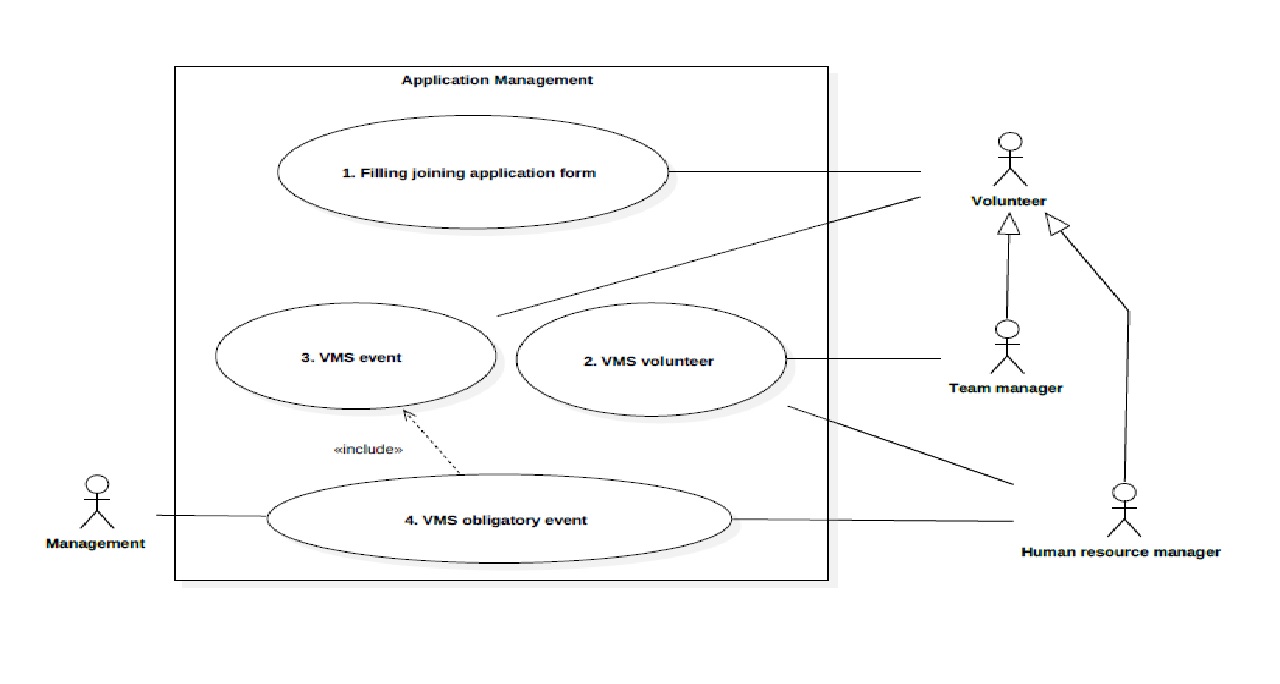 Application Management
1. Filling joining application form
Volunteer
3. VMS event
2. VMS volunteer
Team manager
«include»
4. VMS obligatory event
Management
Human resource manager